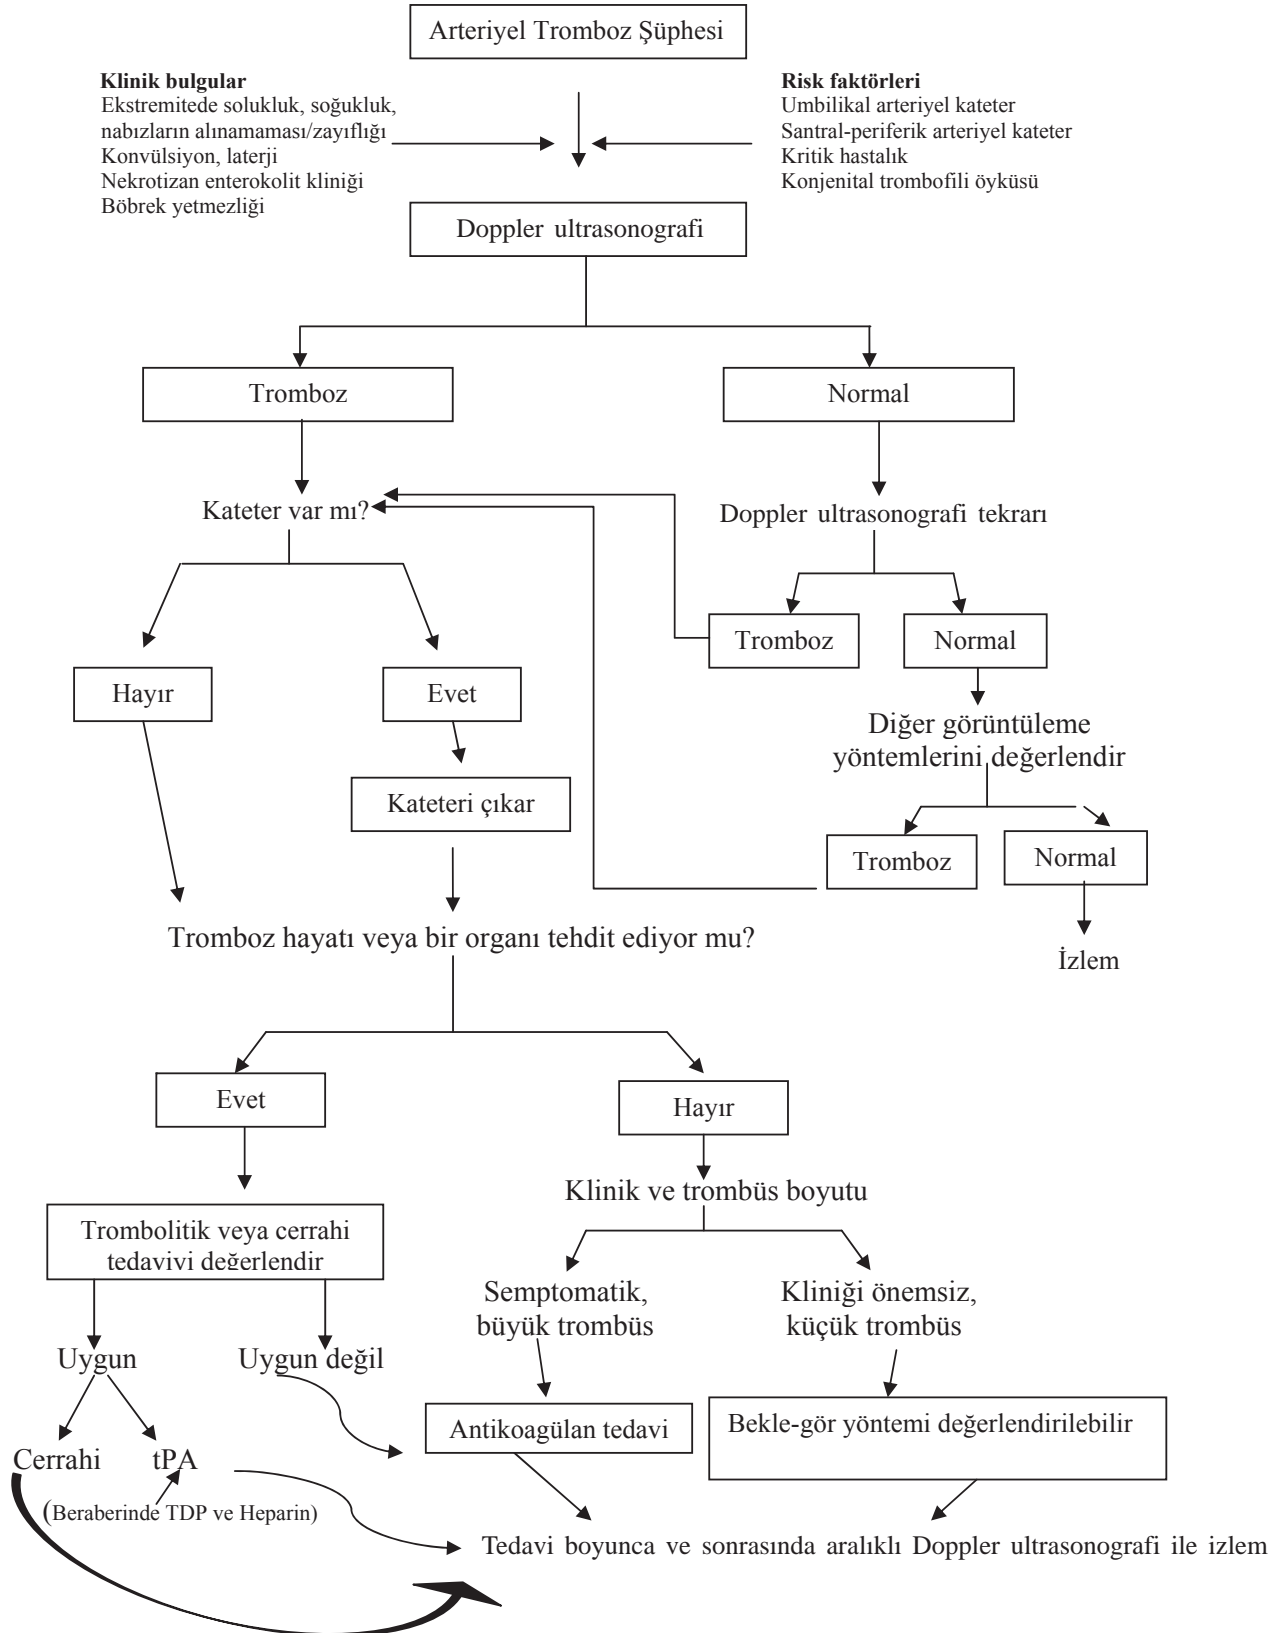 Arteriyel Tromboz Şüphesi
Klinik bulgular
Ekstremitede solukluk, soğukluk,
nabızların alınamaması/zayıflığı
Konvülsiyon, laterji
Nekrotizan enterokolit kliniği
Böbrek yetmezliği
Risk faktörleri
Umbilikal arteriyel kateter
Santral-periferik arteriyel kateter
Kritik hastalık
Konjenital trombofili öyküsü
Doppler ultrasonografi
Tromboz
Normal
Kateter var mı?
Doppler ultrasonografi tekrarı
Tromboz
Normal
Hayır
Evet
Diğer görüntüleme
yöntemlerini değerlendir
Kateteri çıkar
Tromboz
Normal
Tromboz hayatı veya bir organı tehdit ediyor mu?
İzlem
Evet
Hayır
Klinik ve trombüs boyutu
Trombolitik veya cerrahi
tedaviyi değerlendir
Semptomatik,
büyük trombüs
Kliniği önemsiz,
küçük trombüs
Uygun
Uygun değil
Antikoagülan tedavi
Bekle-gör yöntemi değerlendirilebilir
Cerrahi
tPA
(Beraberinde TDP ve Heparin)
Tedavi boyunca ve sonrasında aralıklı Doppler ultrasonografi ile izlem